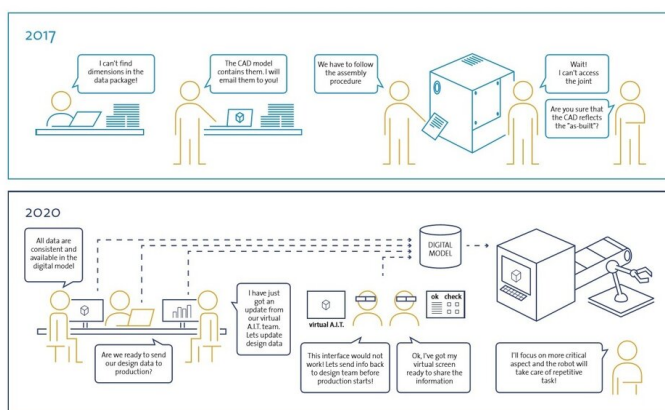 2017
I can't find
dimensions in the
data package!
The CAD model
contains them. I will
email them to you!
We have to follow
the assembly
procedure
Wait!
I can't access
the joint
Are you sure that
the CAD reflects
the "as-built"?
2020
All data are
consistent and
available in the
digital model
Are we ready to send
our design data to
production?
I have just
got an
update from
our virtual
A.I.T. team.
Lets update
design data
DIGITAL
MODEL
virtual A.I.T.
ok check
This interface would not
work! Lets send info back
to design team before
production starts!
Ok, I've got my
virtual screen
ready to share the
information
I'll focus on more critical
aspect and the robot will
take care of repetitive
task!